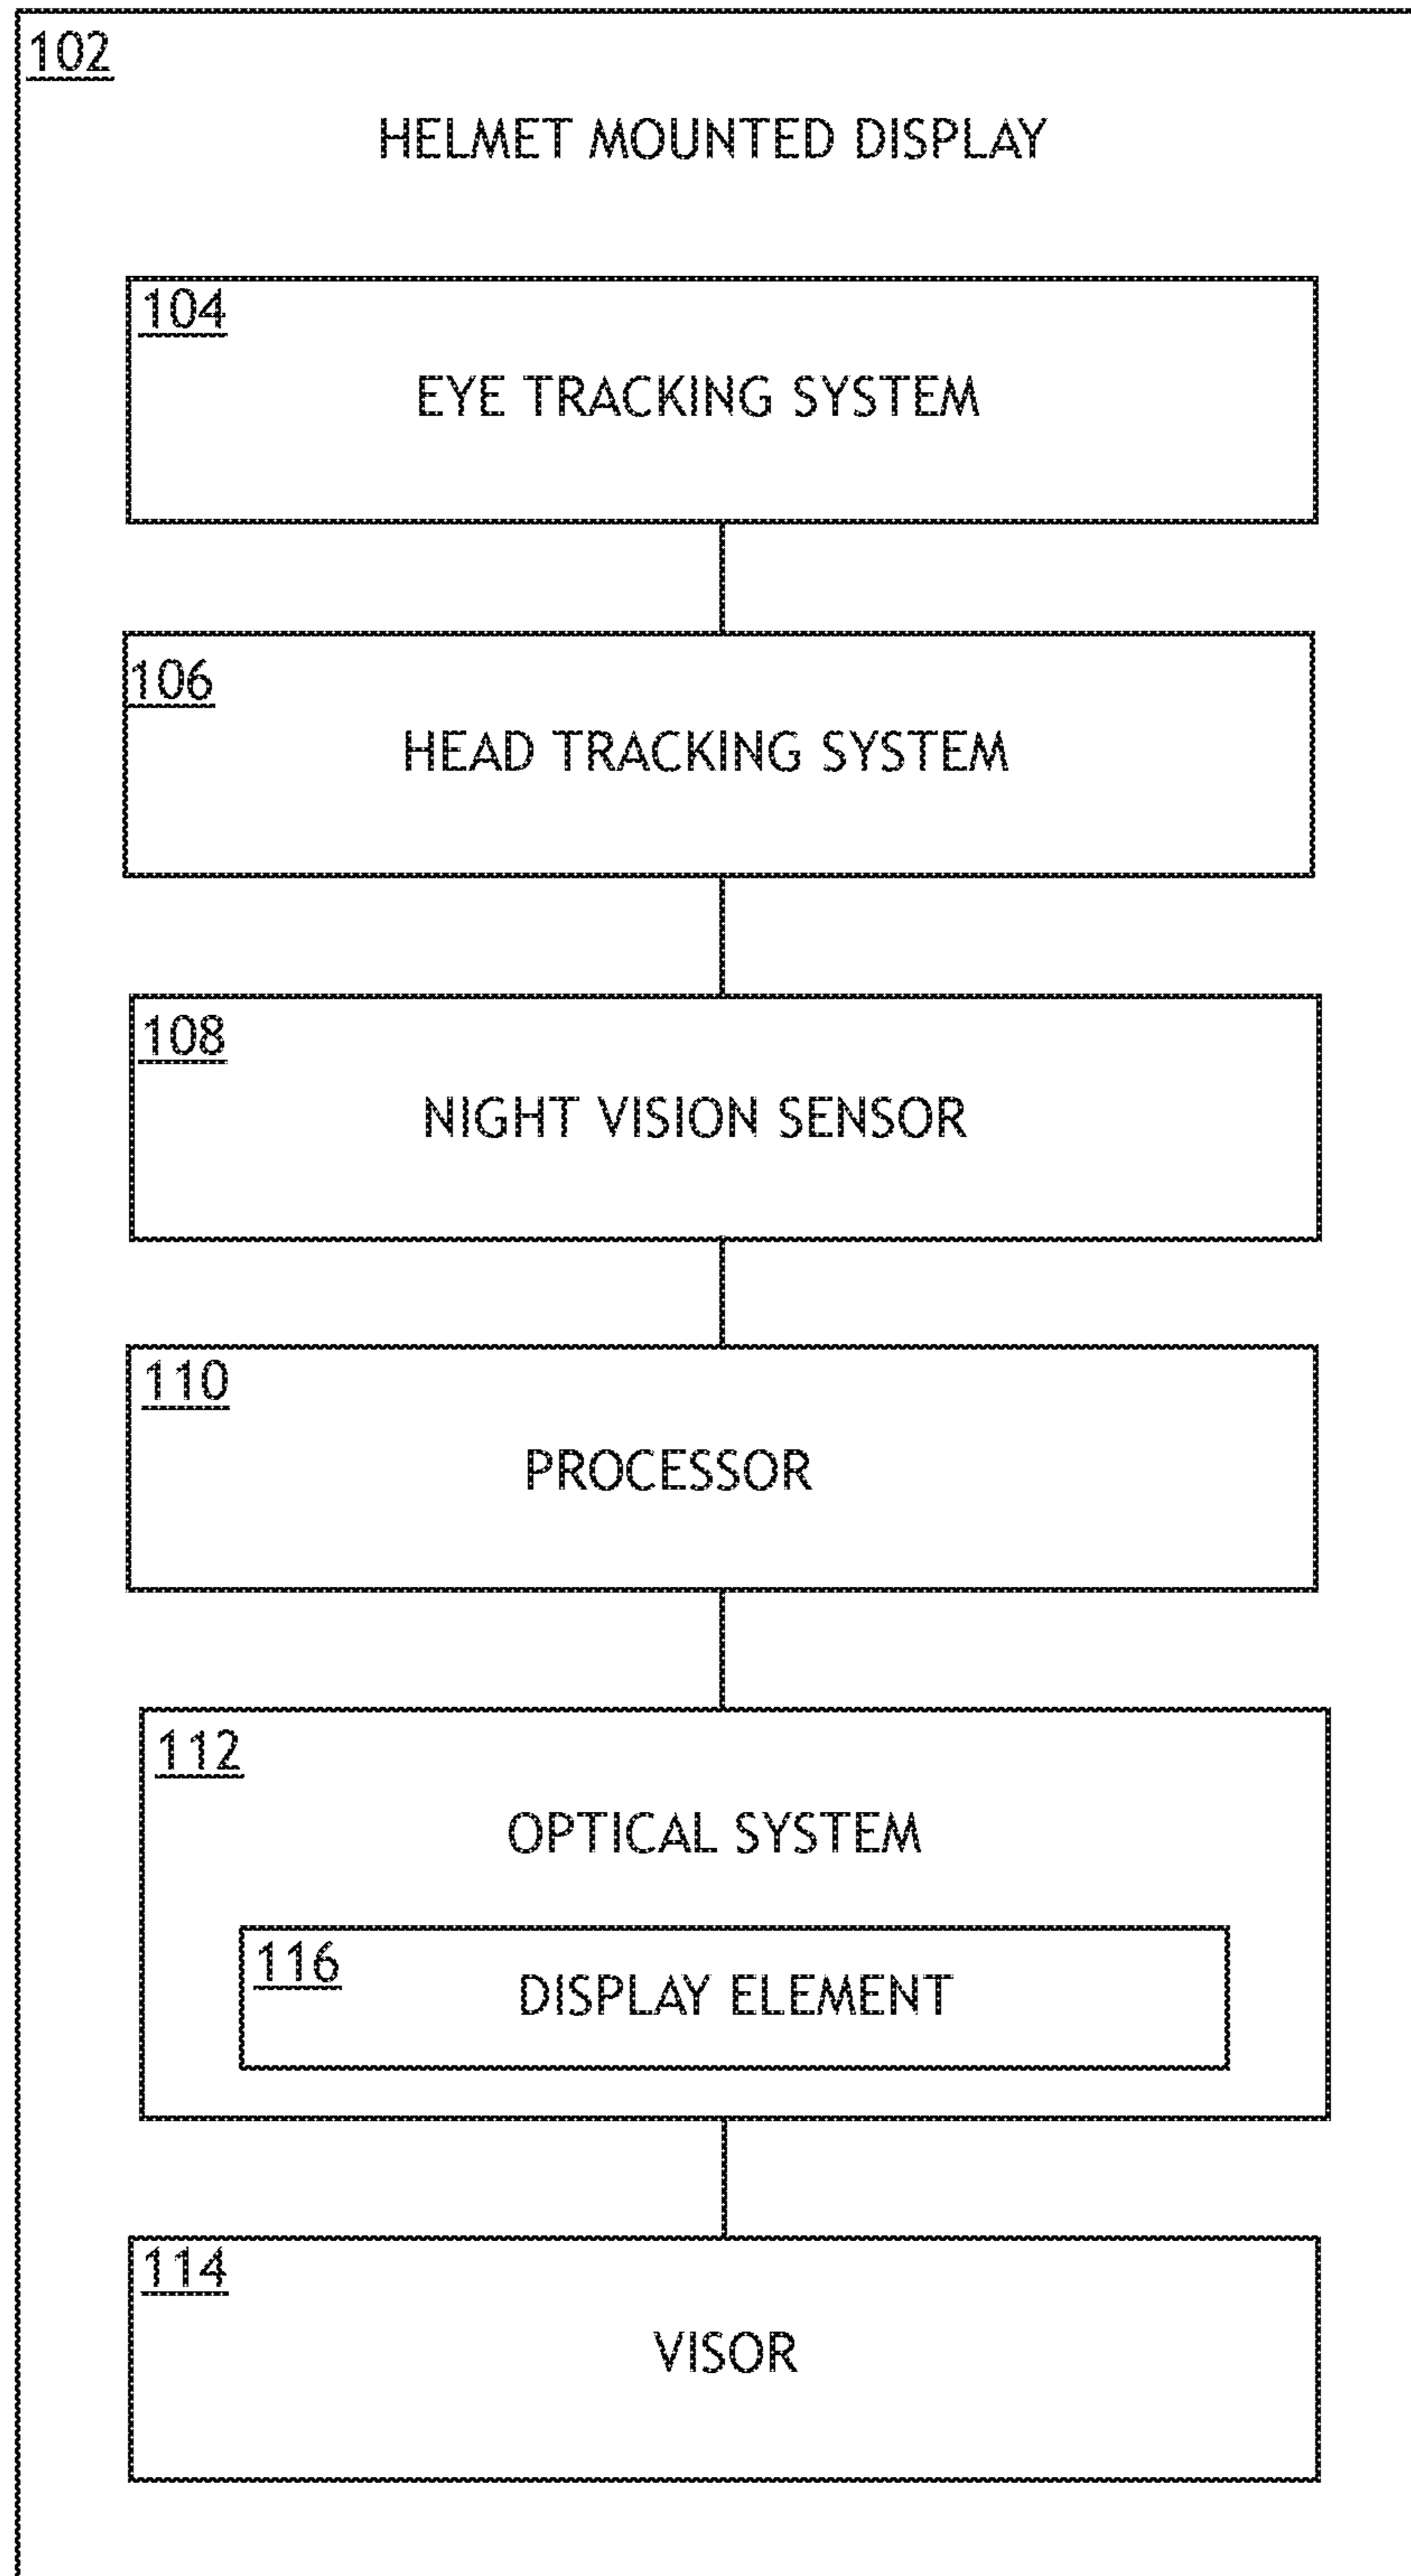 102
HELMET MOUNTED DISPLAY
104
EYE TRACKING SYSTEM
106
HEAD TRACKING SYSTEM
108
NIGHT VISION SENSOR
110
PROCESSOR
112
OPTICAL SYSTEM
116
DISPLAY ELEMENT
114
VISOR